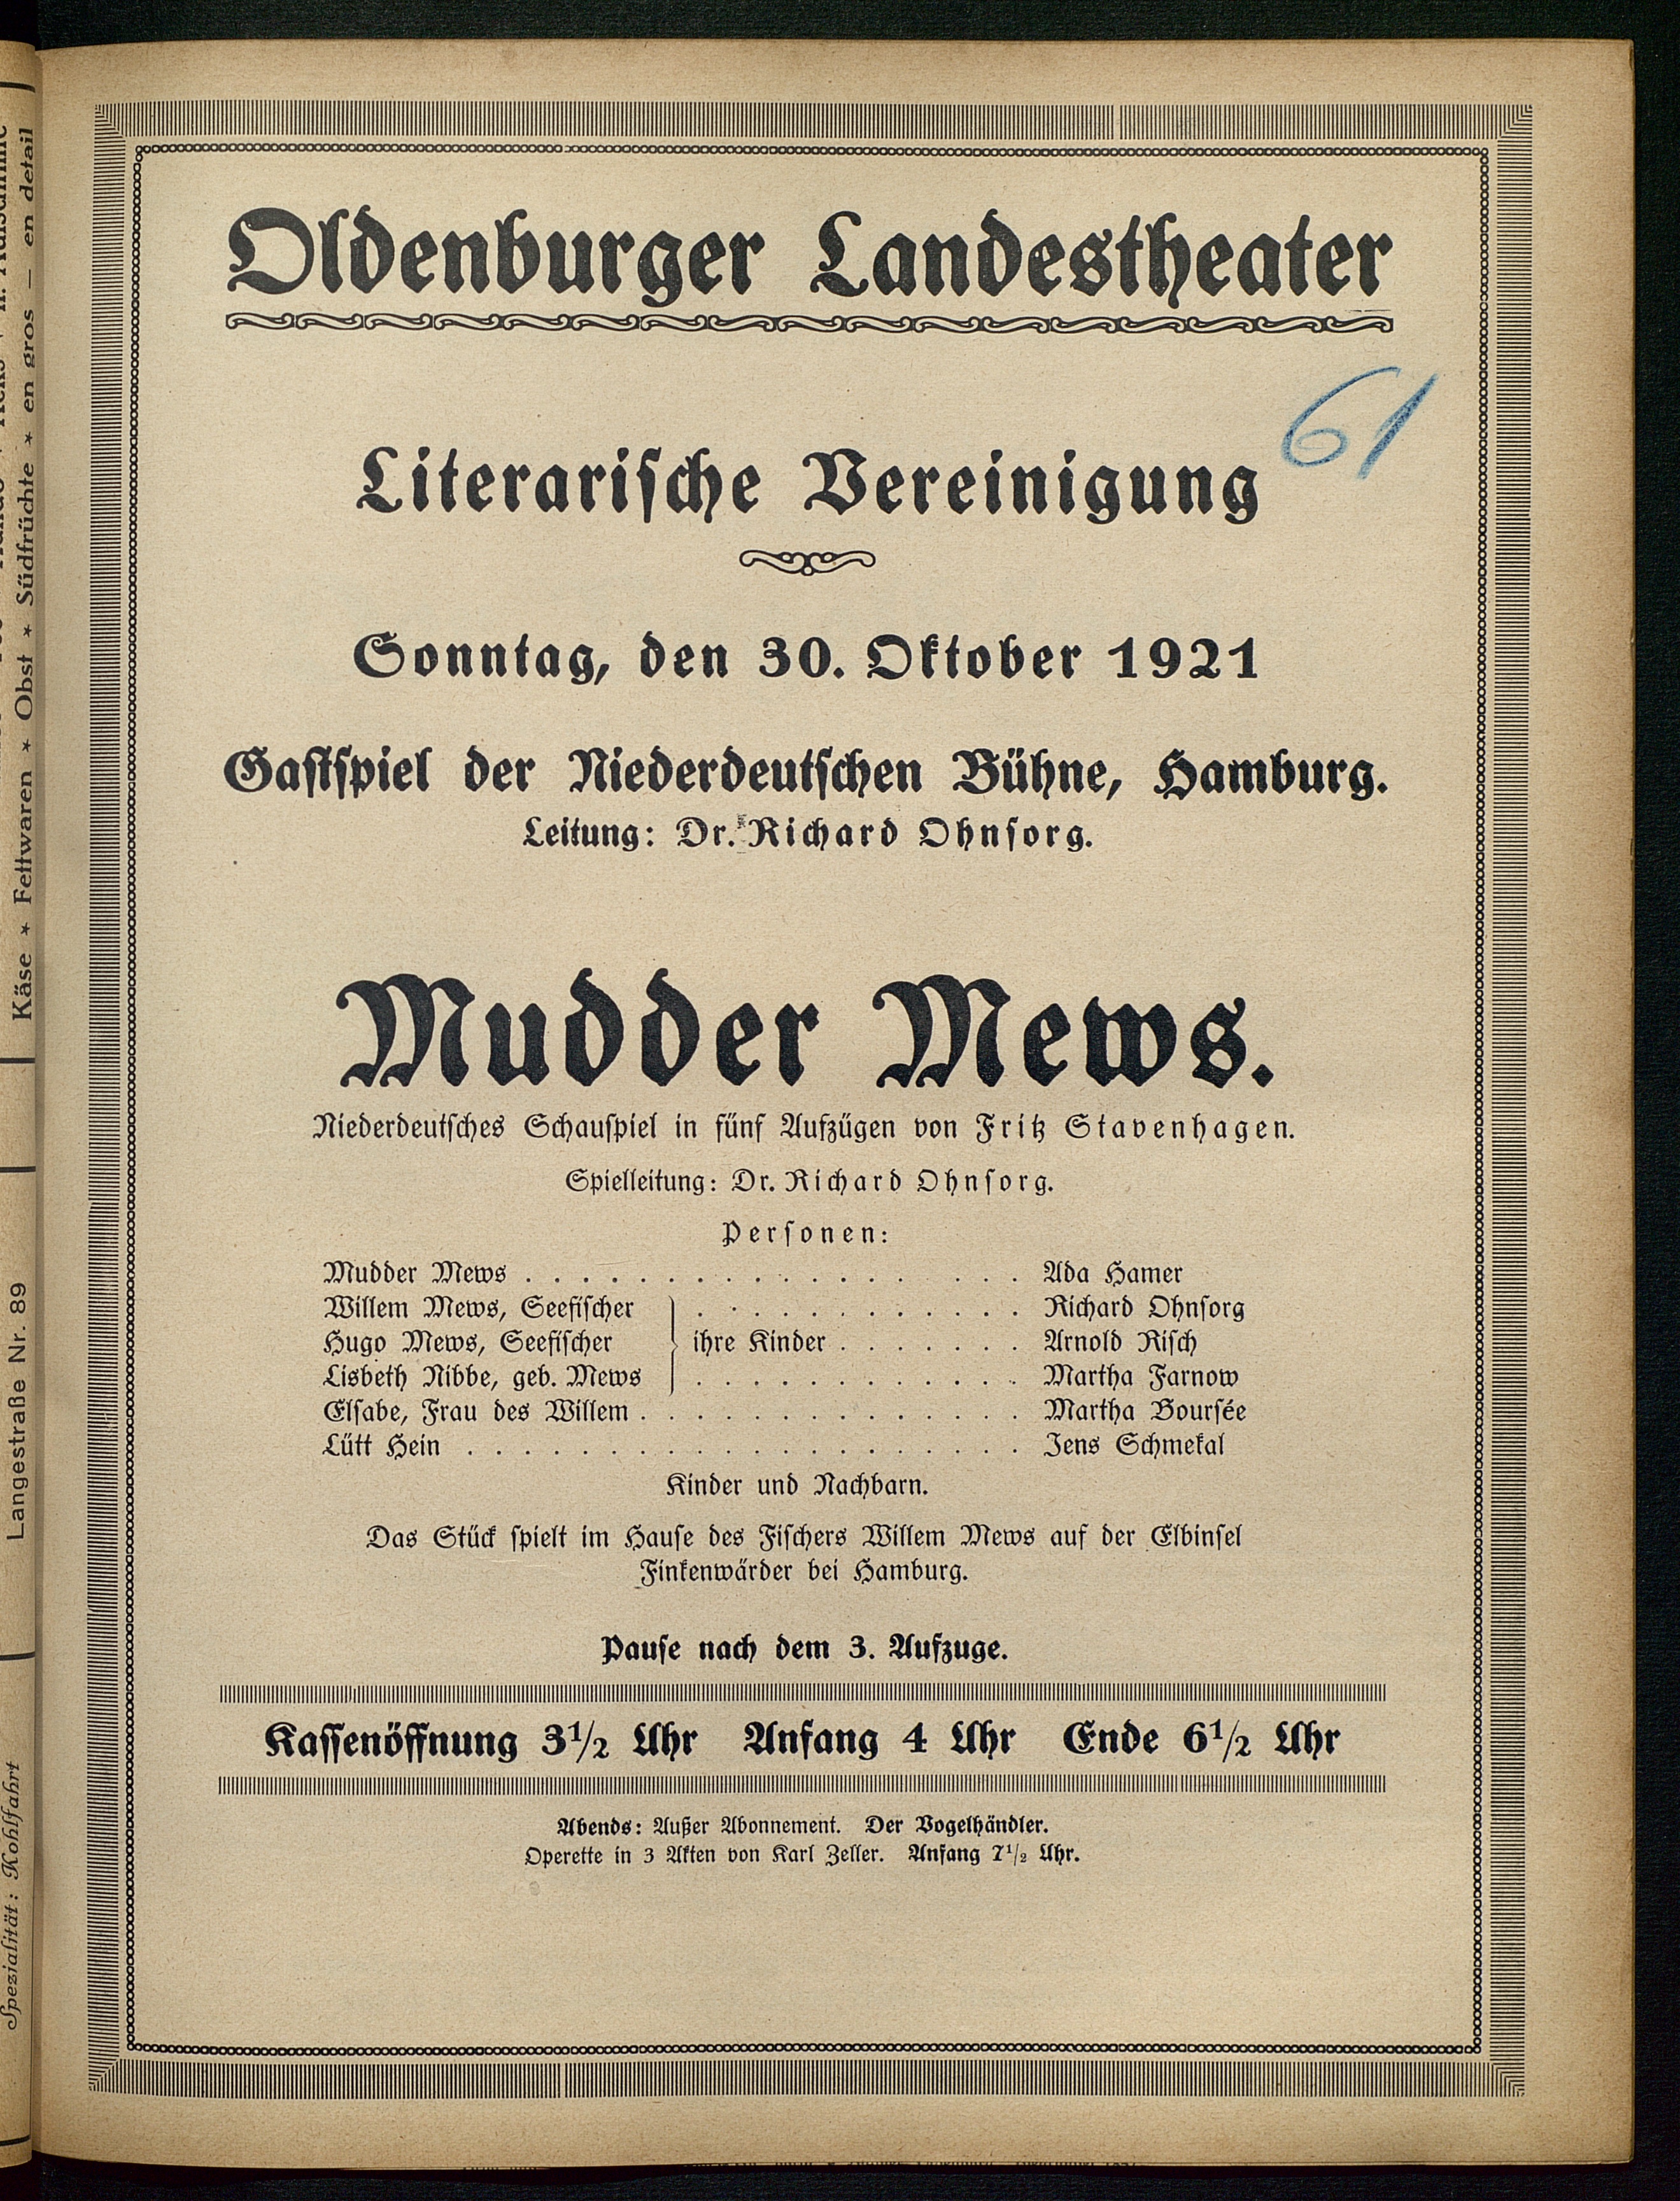 Oldenburger Landestheater
61
Literarische Vereinigung
Sonntag, den 30. Oktober 1921
Gastspiel der Niederdeutschen Bühne, Hamburg.
Leitung: Dr. Richard Ohnsorg.
Mudder Mews.
Niederdeutsches Schauspiel in fünf Aufzügen von Fritz Stavenhagen.
Spielleitung: Dr. Richard Ohnsorg.
Personen:
Mudder Mews . . . . . . . . . . . . . . . . . . Ada Hamer
Willem Mews, Seefischer . . . . . . . . . . . . Richard Ohnsorg
Hugo Mews, Seefischer } ihre Kinder . . . . . . . Arnold Risch
Lisbeth Nibbe, geb. Mews . . . . . . . . . . . . Martha Farnow
Elsabe, Frau des Willem . . . . . . . . . . . . . . Martha Boursée
Lütt Hein . . . . . . . . . . . . . . . . . . . . Jens Schmekal
Kinder und Nachbarn.
Das Stück spielt im Hause des Fischers Willem Mews auf der Elbinsel
Finkenwärder bei Hamburg.
Pause nach dem 3. Aufzuge.
Kassenöffnung 3½ Uhr Anfang 4 Uhr Ende 6½ Uhr
Abends: Außer Abonnement. Der Vogelhändler.
Operette in 3 Akten von Karl Zeller. Anfang 7½ Uhr.
Käse * Fettwaren * Obst * Südfrüchte * en gros — en detail
Langestraße Nr. 89
Spezialität: Kohlfahrt